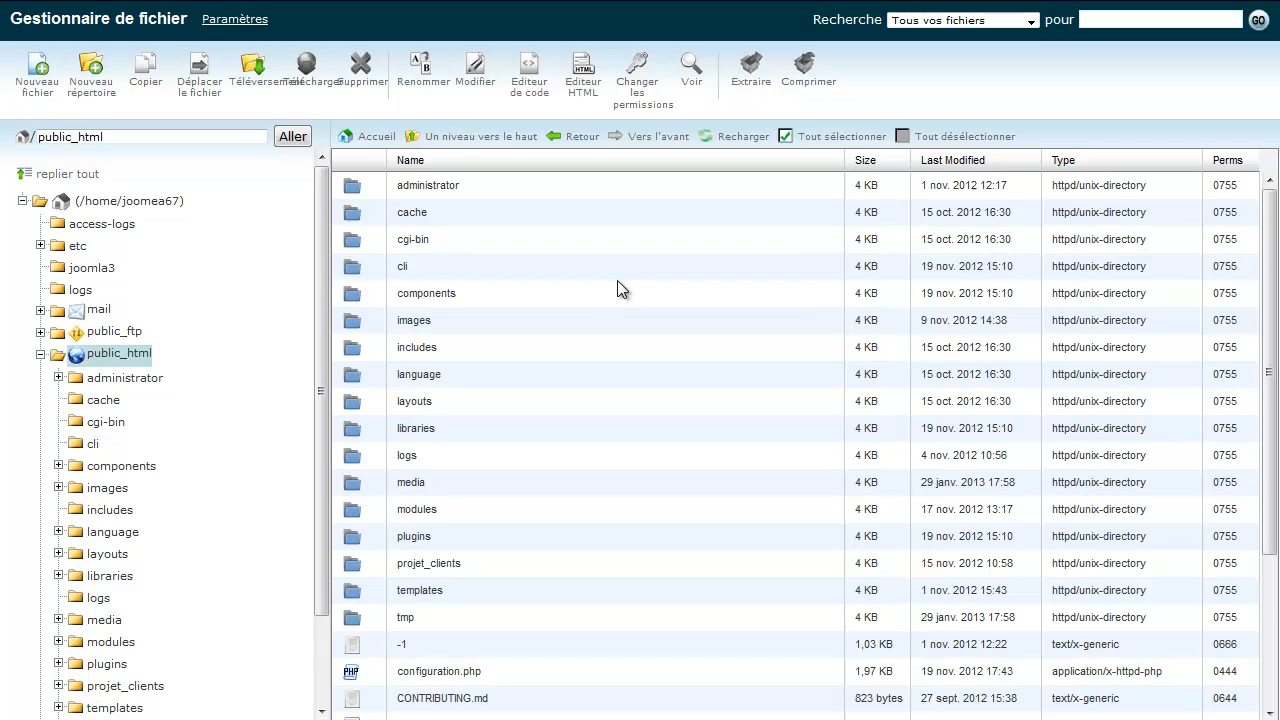 Gestionnaire de fichier Paramètres Recherche Tous vos fichiers pour GO
Nouveau fichier
Nouveau répertoire
Copier
Déplacer le fichier
Téléversement
Télécharger
Supprimer
Renommer
Modifier
Editeur de code
Editeur HTML
Changer les permissions
Voir
Extraire
Comprimer
/ public_html Aller
Accueil Un niveau vers le haut Retour Vers l'avant Recharger Tout sélectionner Tout désélectionner
replier tout
(/home/joomea67)
access-logs
etc
joomla3
logs
mail
public_ftp
public_html
administrator
cache
cgi-bin
cli
components
images
includes
language
layouts
libraries
logs
media
modules
plugins
projet_clients
templates
Name Size Last Modified Type Perms
administrator 4 KB 1 nov. 2012 12:17 httpd/unix-directory 0755
cache 4 KB 15 oct. 2012 16:30 httpd/unix-directory 0755
cgi-bin 4 KB 15 oct. 2012 16:30 httpd/unix-directory 0755
cli 4 KB 19 nov. 2012 15:10 httpd/unix-directory 0755
components 4 KB 19 nov. 2012 15:10 httpd/unix-directory 0755
images 4 KB 9 nov. 2012 14:38 httpd/unix-directory 0755
includes 4 KB 15 oct. 2012 16:30 httpd/unix-directory 0755
language 4 KB 15 oct. 2012 16:30 httpd/unix-directory 0755
layouts 4 KB 15 oct. 2012 16:30 httpd/unix-directory 0755
libraries 4 KB 19 nov. 2012 15:10 httpd/unix-directory 0755
logs 4 KB 4 nov. 2012 10:56 httpd/unix-directory 0755
media 4 KB 29 janv. 2013 17:58 httpd/unix-directory 0755
modules 4 KB 17 nov. 2012 13:17 httpd/unix-directory 0755
plugins 4 KB 19 nov. 2012 15:10 httpd/unix-directory 0755
projet_clients 4 KB 15 nov. 2012 10:58 httpd/unix-directory 0755
templates 4 KB 1 nov. 2012 15:43 httpd/unix-directory 0755
tmp 4 KB 29 janv. 2013 17:58 httpd/unix-directory 0755
-1 1,03 KB 1 nov. 2012 12:22 text/x-generic 0666
PHP configuration.php 1,97 KB 19 nov. 2012 17:43 application/x-httpd-php 0444
CONTRIBUTING.md 823 bytes 27 sept. 2012 15:38 text/x-generic 0644